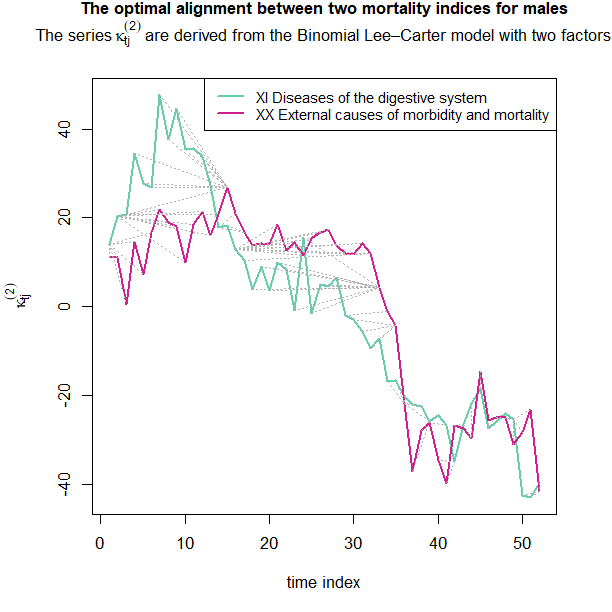 The optimal alignment between two mortality indices for males
The series κ_tj^(2) are derived from the Binomial Lee–Carter model with two factors
XI Diseases of the digestive system
XX External causes of morbidity and mortality
40
20
0
-20
-40
κ_tj^(2)
0 10 20 30 40 50
time index